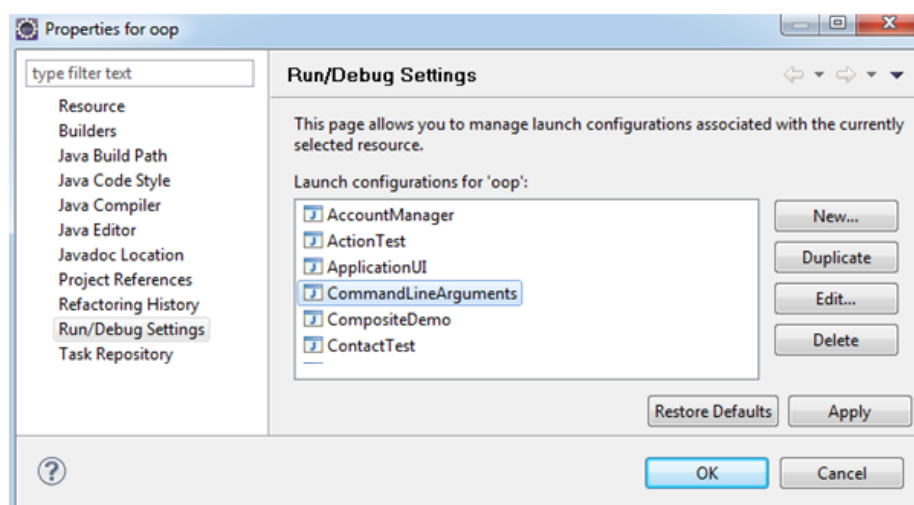 Properties for oop
type filter text
Resource
Builders
Java Build Path
Java Code Style
Java Compiler
Java Editor
Javadoc Location
Project References
Refactoring History
Run/Debug Settings
Task Repository
Run/Debug Settings
This page allows you to manage launch configurations associated with the currently
selected resource.
Launch configurations for 'oop':
AccountManager
ActionTest
ApplicationUI
CommandLineArguments
CompositeDemo
ContactTest
New...
Duplicate
Edit...
Delete
Restore Defaults
Apply
OK
Cancel